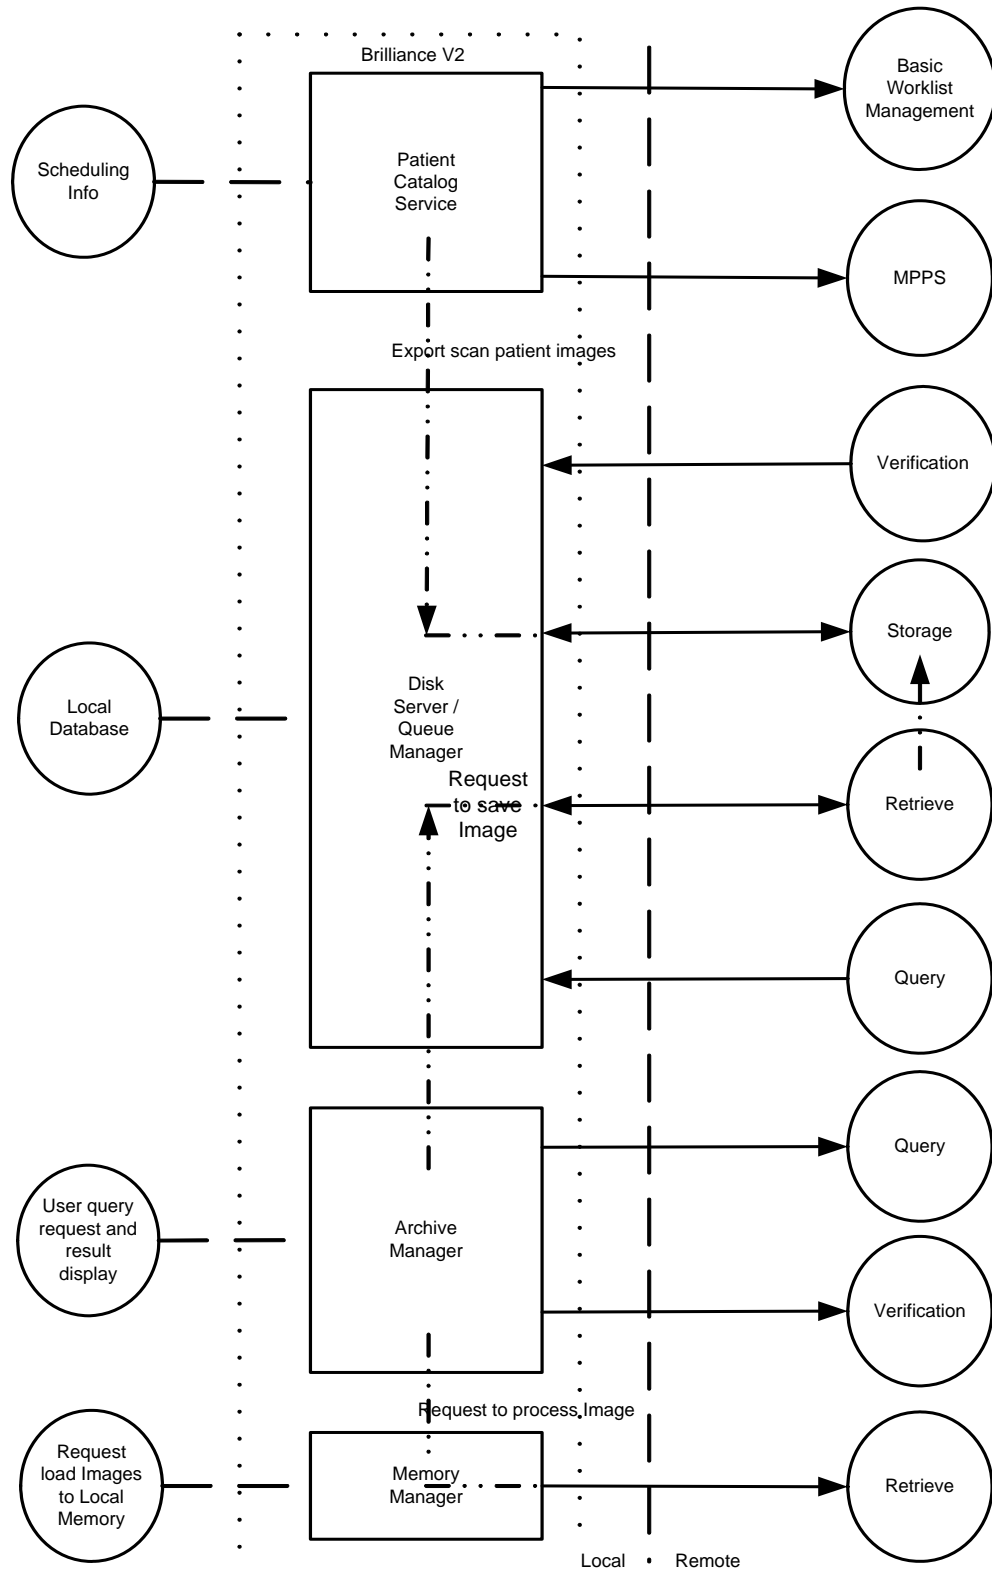 Brilliance V2
Basic
Worklist
Management
Scheduling
Info
Patient
Catalog
Service
MPPS
Export scan patient images
Verification
Storage
Local
Database
Disk
Server /
Queue
Manager
Request
to save
Image
Retrieve
Query
Query
User query
request and
result
display
Archive
Manager
Verification
Request to process Image
Request
load Images
to Local
Memory
Memory
Manager
Retrieve
Local
Remote